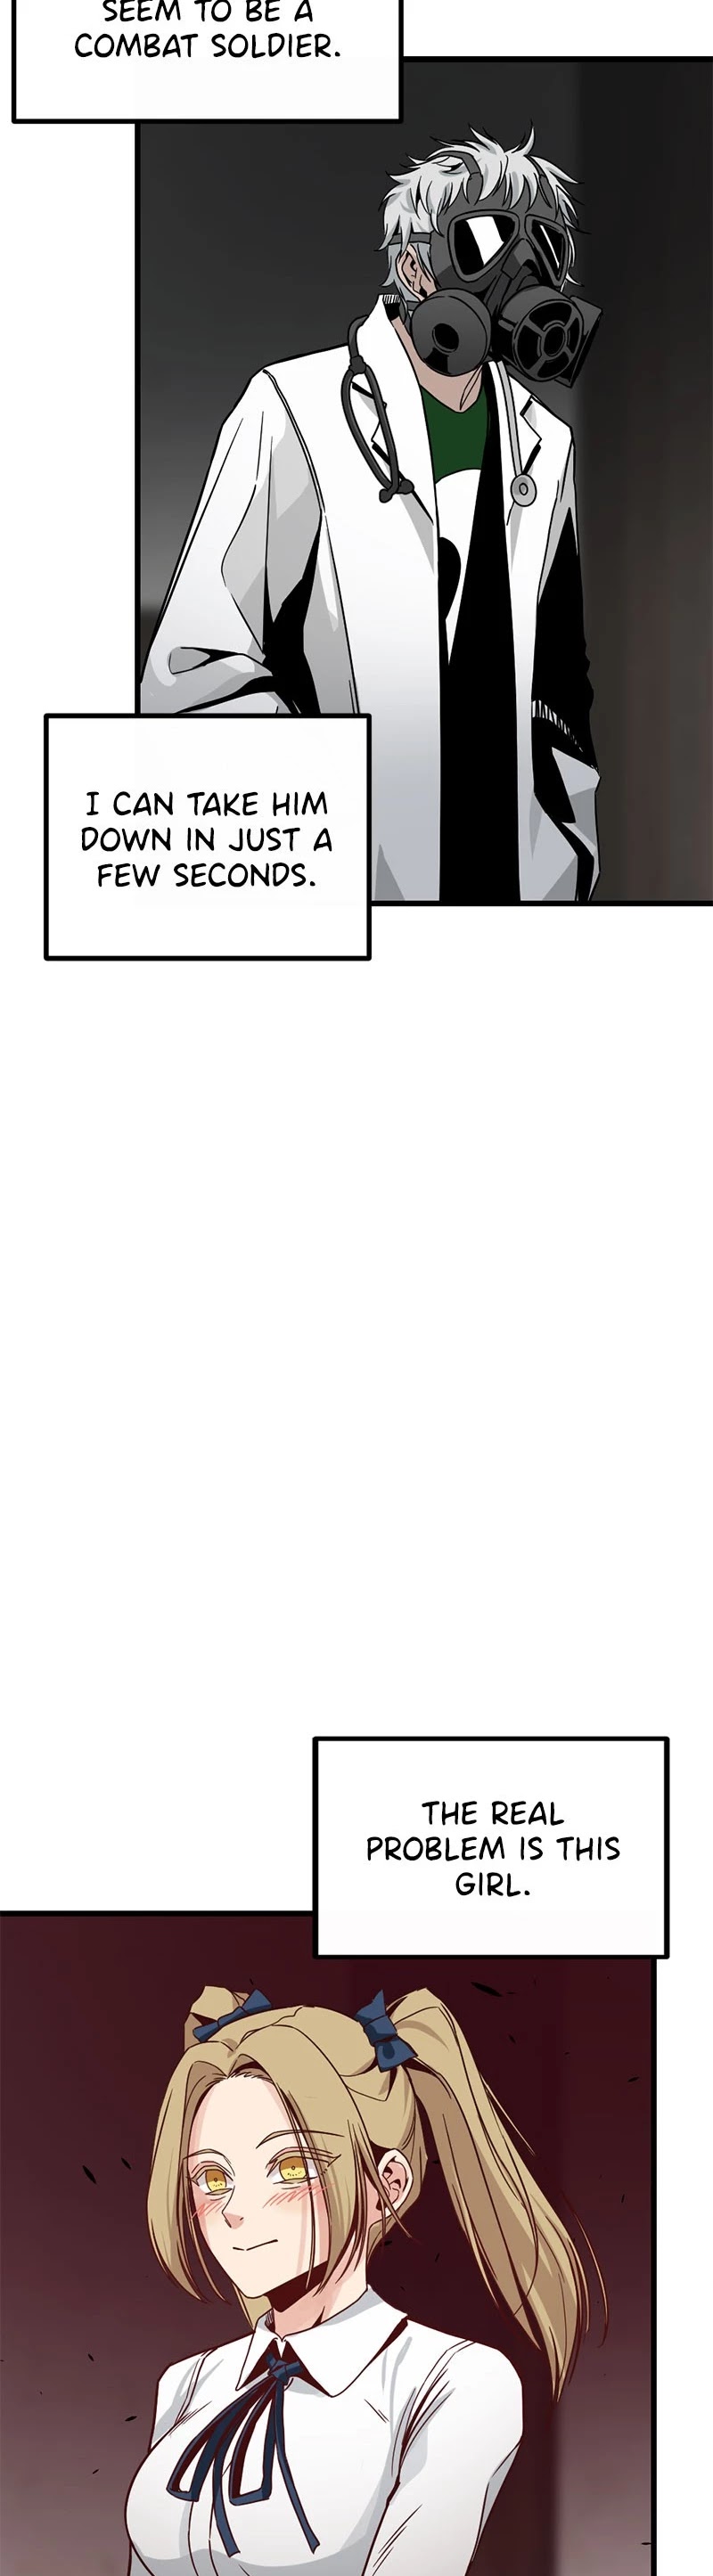 SEEM TO BE A
COMBAT SOLDIER.
I CAN TAKE HIM
DOWN IN JUST A
FEW SECONDS.
THE REAL
PROBLEM IS THIS
GIRL.